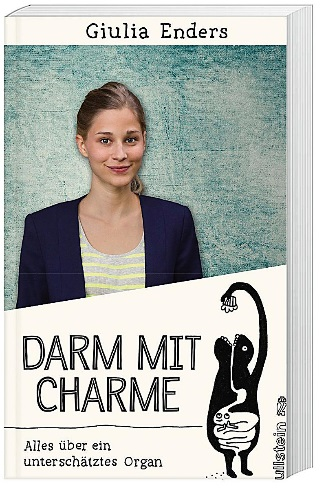 Giulia Enders
DARM MIT
CHARME
Alles über ein
unterschätztes Organ
ullstein